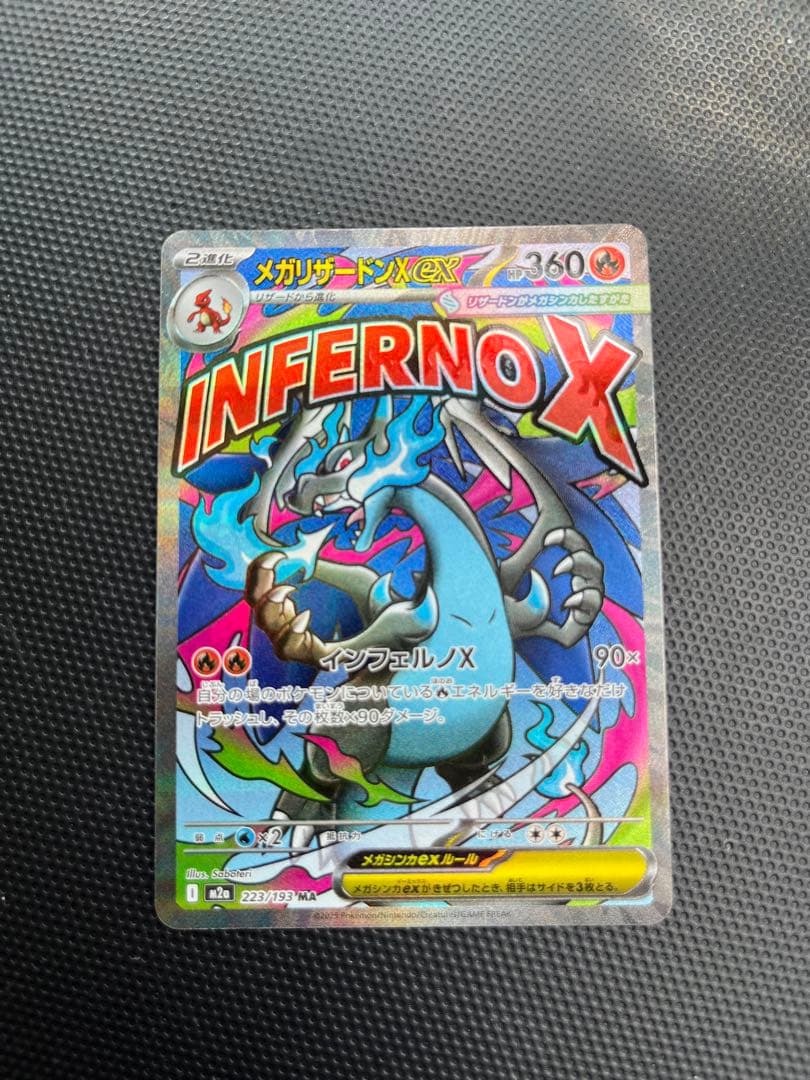 2進化
メガリザードンXex
HP360
リザードから進化
リザードンがメガシンカしたすがた
INFERNO X
インフェルノX
90×
自分の場のポケモンについているエネルギーを好きなだけ
トラッシュし、その枚数×90ダメージ。
弱点
×2
抵抗力
にげる
メガシンカexルール
メガシンカexがきぜつしたとき、相手はサイドを3枚とる。
Illus. Saboteri
I
M2a
223/193 MA
©2025 Pokémon/Nintendo/Creatures/GAME FREAK